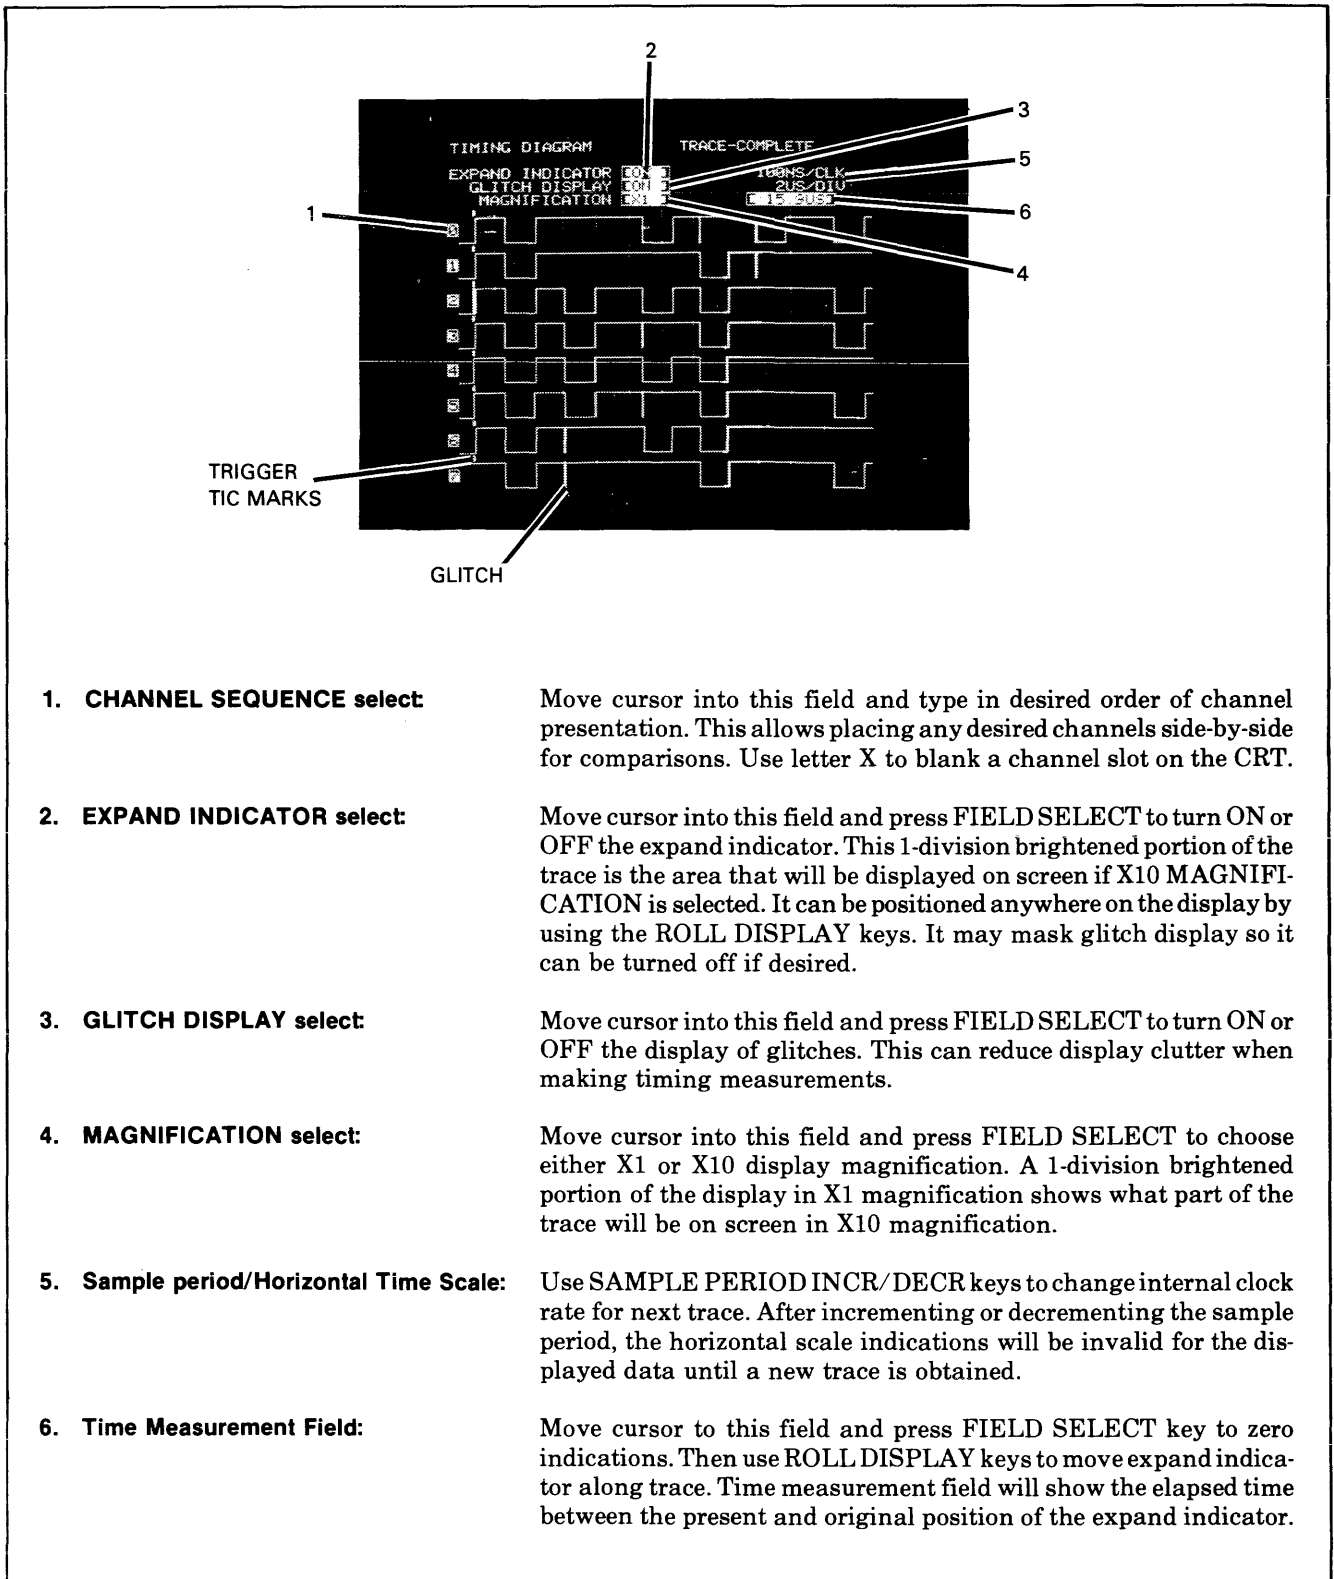 2
3
TIMING DIAGRAM TRACE-COMPLETE
5
EXPAND INDICATOR [ON ] 100NS/CLK
GLITCH DISPLAY [ON ] 2US/DIV
MAGNIFICATION [X1 ]
6
1
0
1
4
2
3
4
5
6
7
TRIGGER
TIC MARKS
GLITCH
1. CHANNEL SEQUENCE select: Move cursor into this field and type in desired order of channel
presentation. This allows placing any desired channels side-by-side
for comparisons. Use letter X to blank a channel slot on the CRT.
2. EXPAND INDICATOR select: Move cursor into this field and press FIELD SELECT to turn ON or
OFF the expand indicator. This 1-division brightened portion of the
trace is the area that will be displayed on screen if X10 MAGNIFI-
CATION is selected. It can be positioned anywhere on the display by
using the ROLL DISPLAY keys. It may mask glitch display so it
can be turned off if desired.
3. GLITCH DISPLAY select: Move cursor into this field and press FIELD SELECT to turn ON or
OFF the display of glitches. This can reduce display clutter when
making timing measurements.
4. MAGNIFICATION select: Move cursor into this field and press FIELD SELECT to choose
either X1 or X10 display magnification. A 1-division brightened
portion of the display in X1 magnification shows what part of the
trace will be on screen in X10 magnification.
5. Sample period/Horizontal Time Scale: Use SAMPLE PERIOD INCR/DECR keys to change internal clock
rate for next trace. After incrementing or decrementing the sample
period, the horizontal scale indications will be invalid for the dis-
played data until a new trace is obtained.
6. Time Measurement Field: Move cursor to this field and press FIELD SELECT key to zero
indications. Then use ROLL DISPLAY keys to move expand indica-
tor along trace. Time measurement field will show the elapsed time
between the present and original position of the expand indicator.